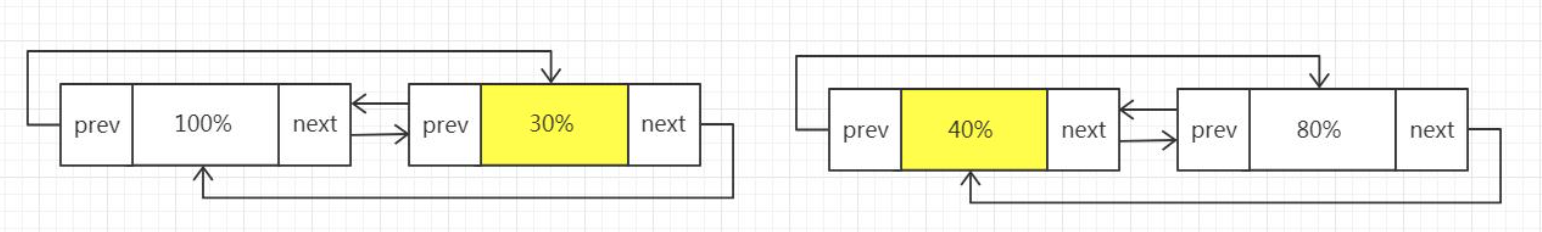 prev 100% next prev 30% next
prev 40% next prev 80% next